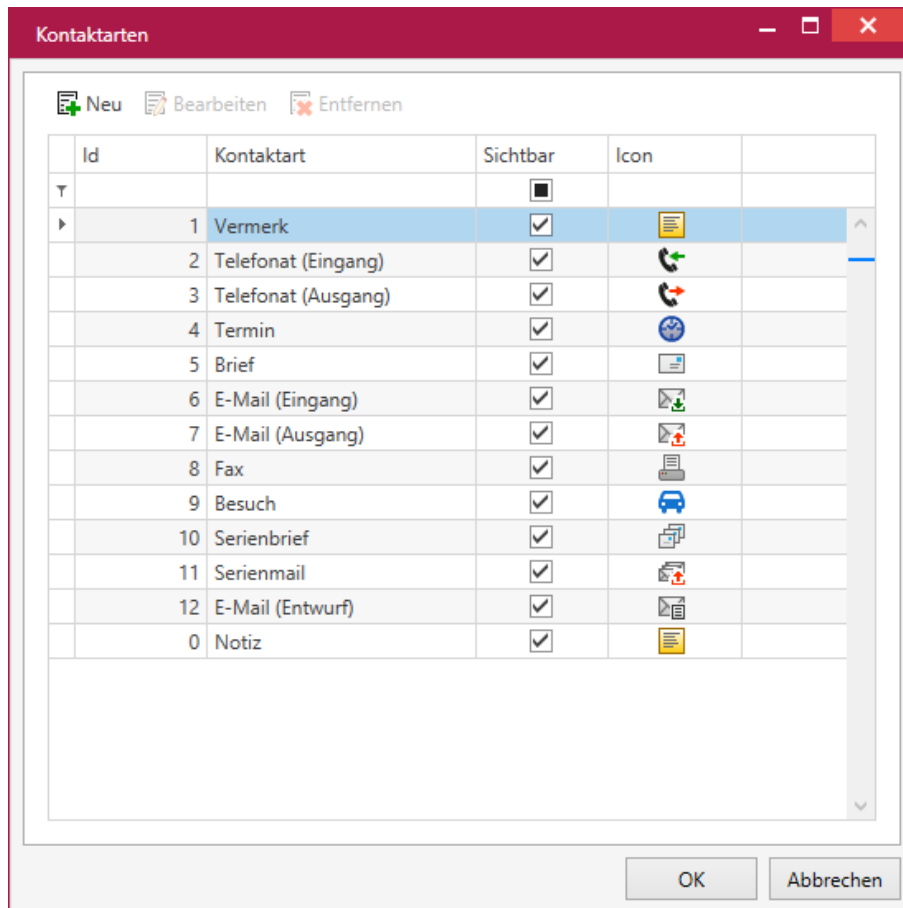 Kontaktarten
Neu Bearbeiten Entfernen
Id Kontaktart Sichtbar Icon
1 Vermerk
2 Telefonat (Eingang)
3 Telefonat (Ausgang)
4 Termin
5 Brief
6 E-Mail (Eingang)
7 E-Mail (Ausgang)
8 Fax
9 Besuch
10 Serienbrief
11 Serienmail
12 E-Mail (Entwurf)
0 Notiz
OK Abbrechen